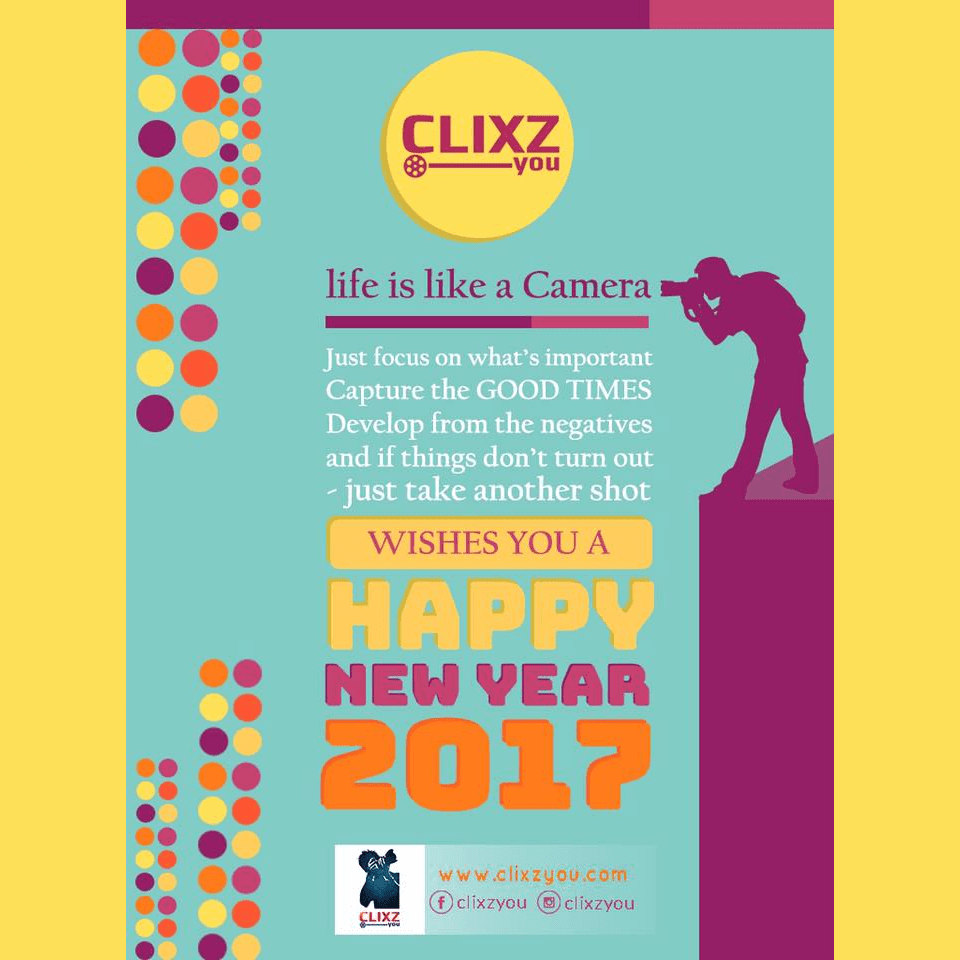 CLIXZ
you
life is like a Camera
Just focus on what's important
Capture the GOOD TIMES
Develop from the negatives
and if things don't turn out
- just take another shot
WISHES YOU A
HAPPY
NEW YEAR
2017
CLIXZ
you
www.clixzyou.com
f clixzyou clixzyou